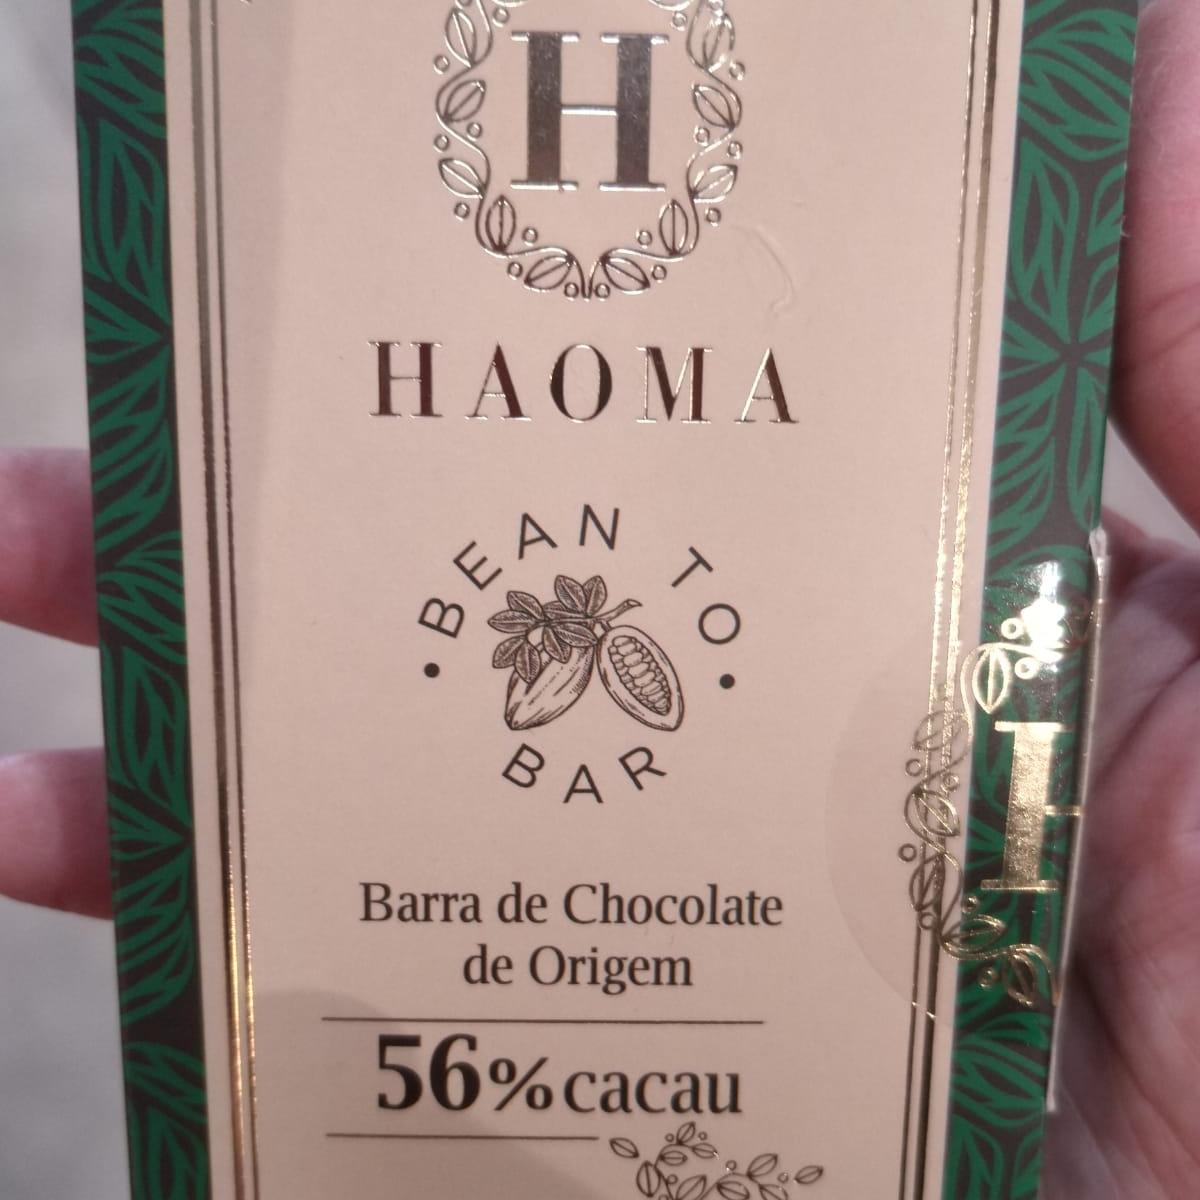 H
HAOMA
BEAN TO
BAR
Barra de Chocolate
de Origem
56% cacau
H